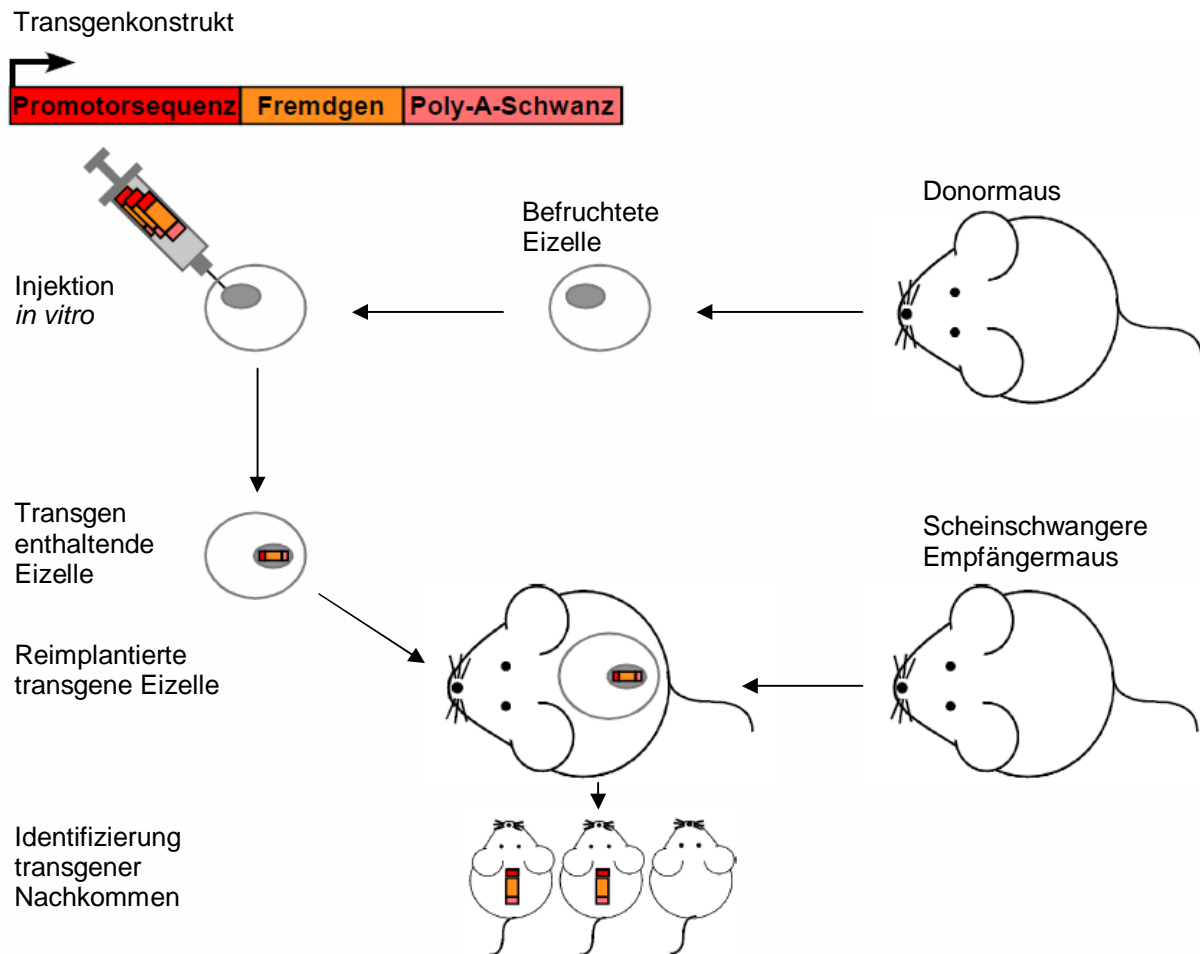 Transgenkonstrukt
Promotorsequenz Fremdgen Poly-A-Schwanz
Befruchtete
Eizelle
Donormaus
Injektion
in vitro
Transgen
enthaltende
Eizelle
Scheinschwangere
Empfängermaus
Reimplantierte
transgene Eizelle
Identifizierung
transgener
Nachkommen